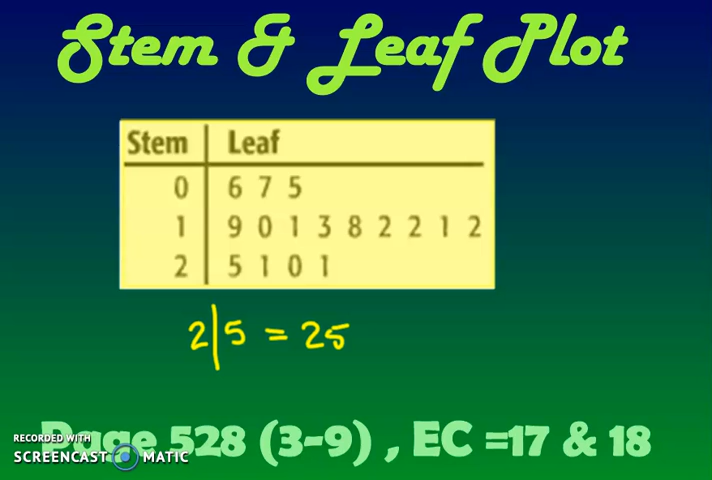 Stem & Leaf Plot
Stem Leaf
0 6 7 5
1 9 0 1 3 8 2 2 1 2
2 5 1 0 1
2|5 = 25
Page 528 (3-9) , EC =17 & 18
RECORDED WITH
SCREENCAST MATIC